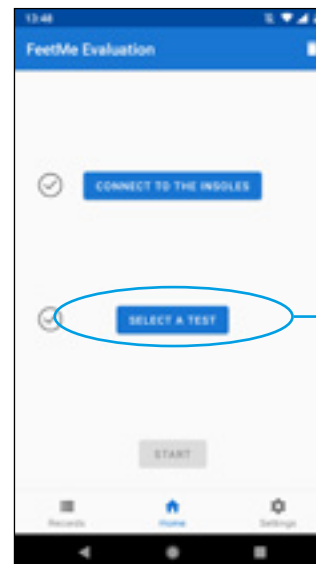 13:48
FeetMe Evaluation
CONNECT TO THE INSOLES
SELECT A TEST
START
Records Home Settings